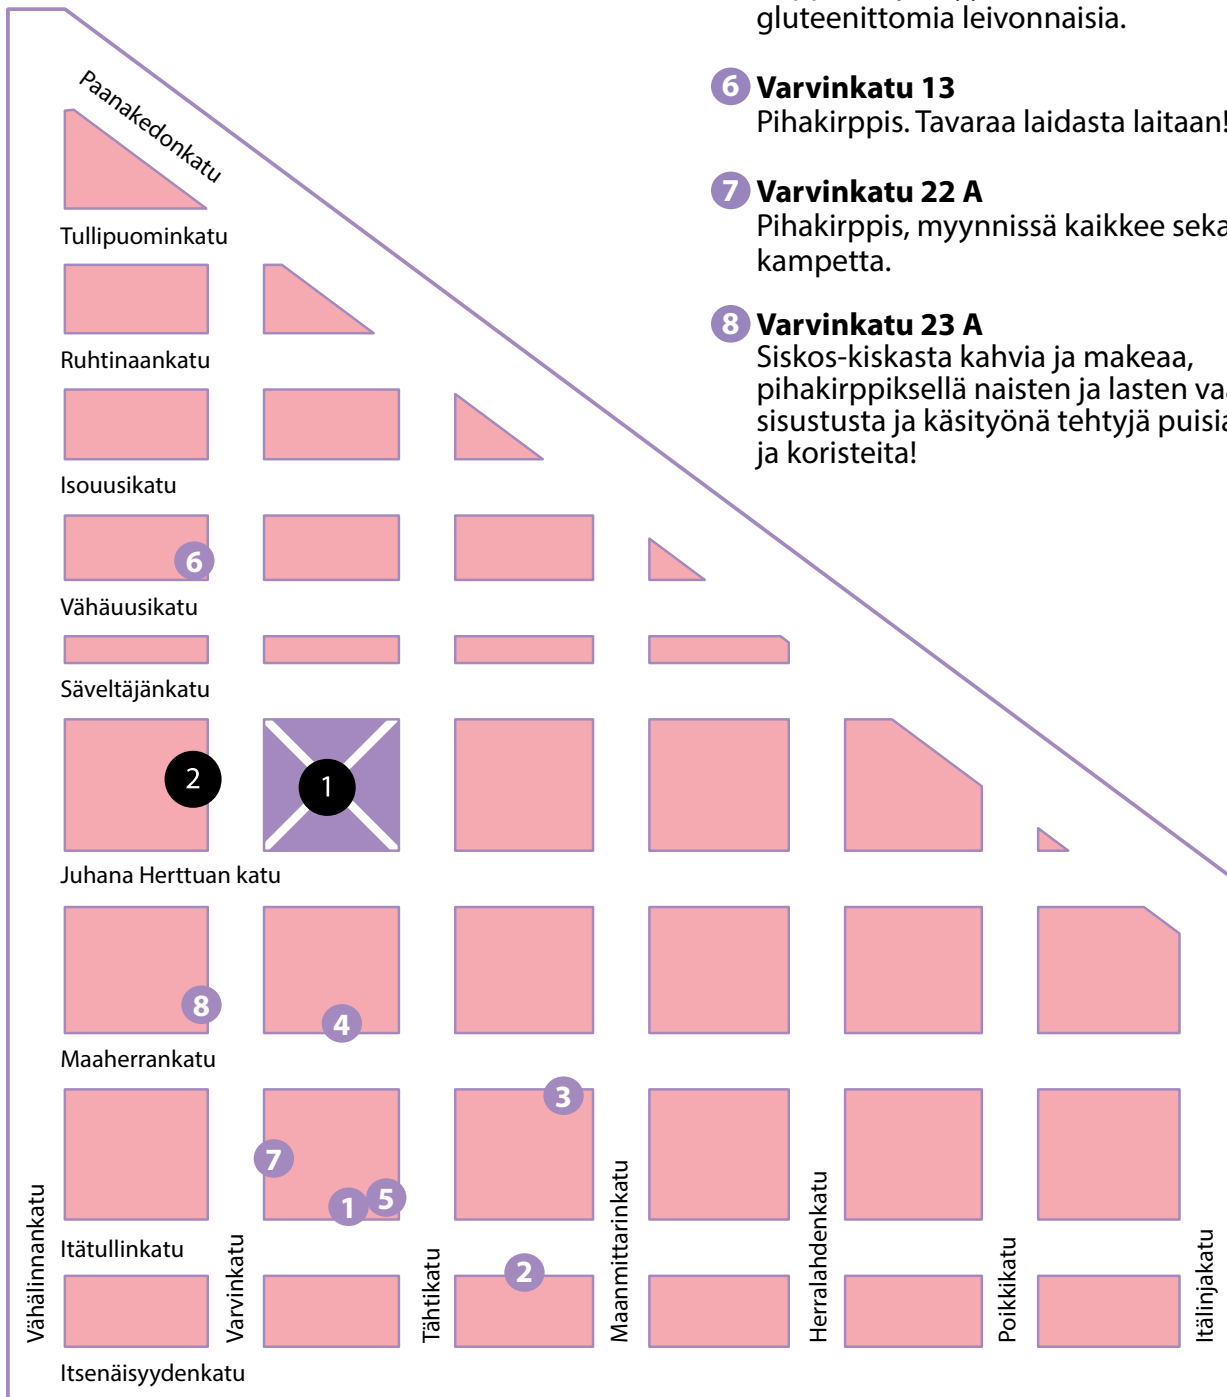 gluteenittomia leivonnaisia.
6 Varvinkatu 13
Pihakirppis. Tavaraa laidasta laitaan!
7 Varvinkatu 22 A
Pihakirppis, myynnissä kaikkee seka
kampetta.
8 Varvinkatu 23 A
Siskos-kiskasta kahvia ja makeaa,
pihakirppiksellä naisten ja lasten vaa
sisustusta ja käsityönä tehtyjä puisia
ja koristeita!
Paanakedonkatu
Tullipuominkatu
Ruhtinaankatu
Isouusikatu
6
Vähäuusikatu
Säveltäjänkatu
2
1
Juhana Herttuan katu
8
4
Maaherrankatu
3
7
1
5
Itätullinkatu
2
Vähälinnankatu
Varvinkatu
Tähtikatu
Maanmittarinkatu
Herralahdenkatu
Poikkikatu
Itälinjakatu
Itsenäisyydenkatu